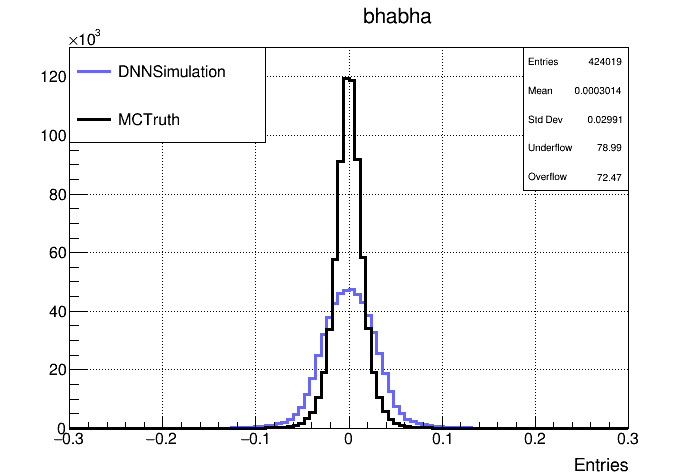 bhabha
×10³
DNNSimulation
MCTruth
Entries 424019
Mean 0.0003014
Std Dev 0.02991
Underflow 78.99
Overflow 72.47
120
100
80
60
40
20
0
−0.3 −0.2 −0.1 0 0.1 0.2 0.3
Entries